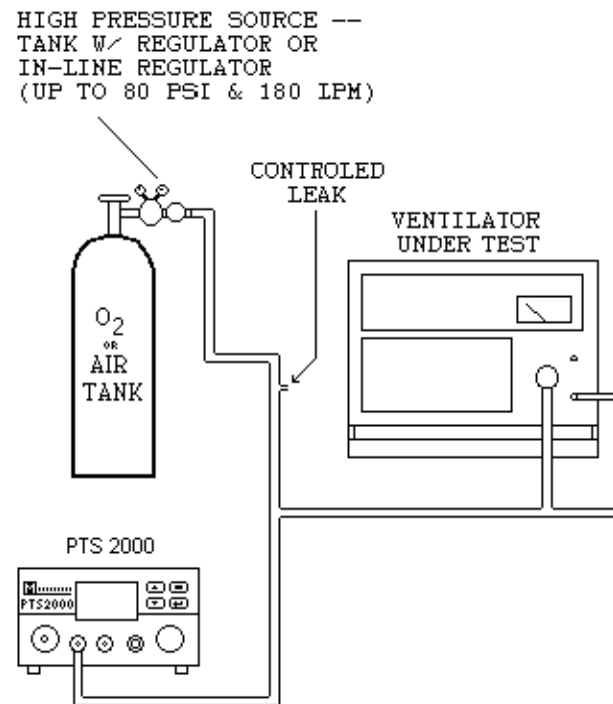 HIGH PRESSURE SOURCE --
TANK W/ REGULATOR OR
IN-LINE REGULATOR
(UP TO 80 PSI & 180 LPM)
CONTROLED
LEAK
VENTILATOR
UNDER TEST
O2
OR
AIR
TANK
PTS 2000
M
PTS2000